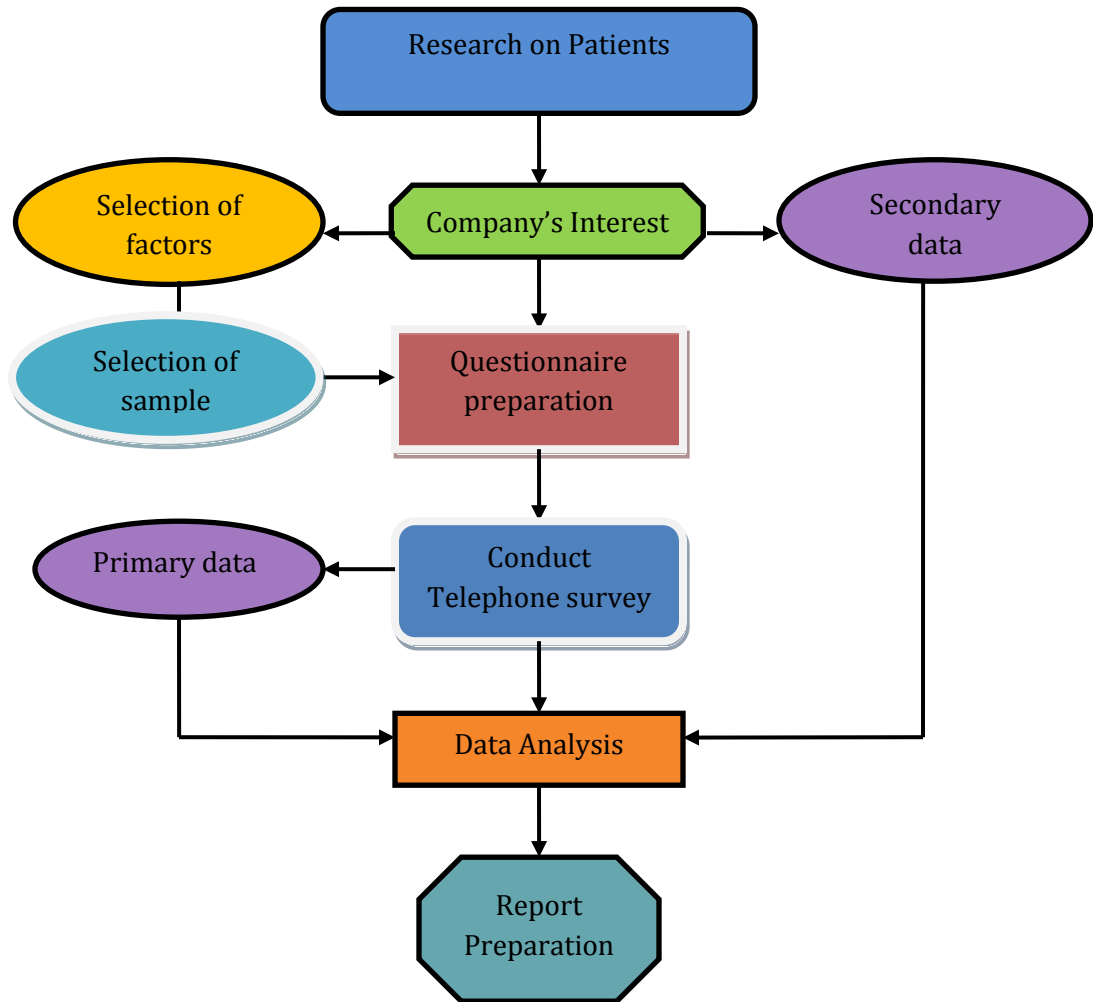 Research on Patients
Selection of
factors
Company’s Interest
Secondary
data
Selection of
sample
Questionnaire
preparation
Primary data
Conduct
Telephone survey
Data Analysis
Report
Preparation